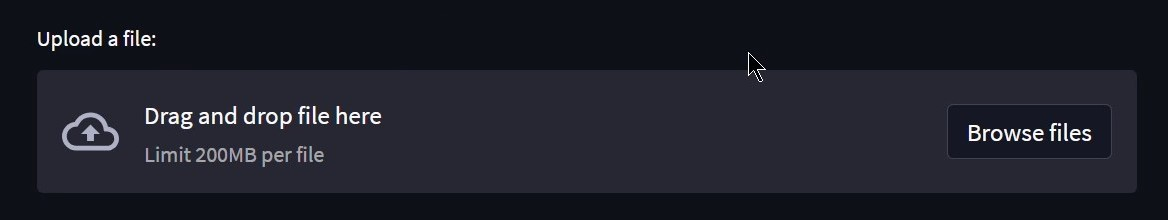 Upload a file:
Drag and drop file here
Limit 200MB per file
Browse files